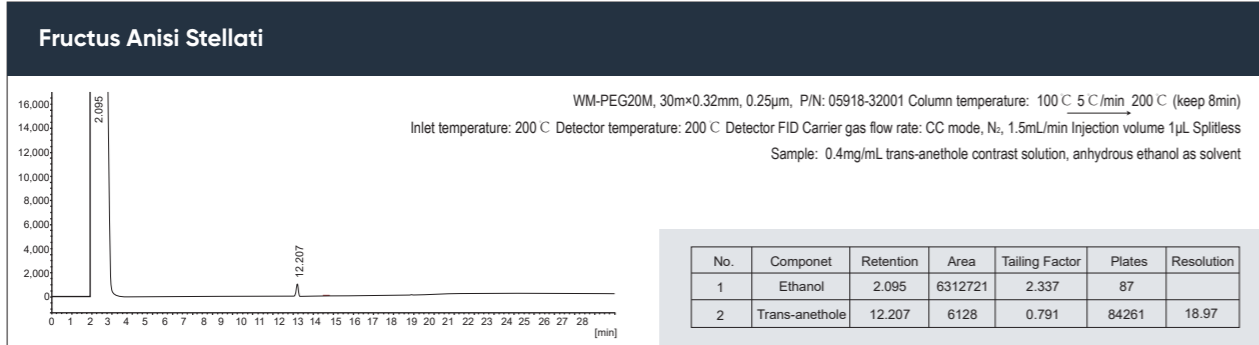 Fructus Anisi Stellati
WM-PEG20M, 30m×0.32mm, 0.25μm, P/N: 05918-32001 Column temperature: 100℃ 5℃/min 200℃ (keep 8min)
Inlet temperature: 200℃ Detector temperature: 200℃ Detector FID Carrier gas flow rate: CC mode, N₂, 1.5mL/min Injection volume 1μL Splitless
Sample: 0.4mg/mL trans-anethole contrast solution, anhydrous ethanol as solvent
16,000
14,000
12,000
10,000
8,000
6,000
4,000
2,000
0
2.095
12.207
0 1 2 3 4 5 6 7 8 9 10 11 12 13 14 15 16 17 18 19 20 21 22 23 24 25 26 27 28
[min]
No. Componet Retention Area Tailing Factor Plates Resolution
1 Ethanol 2.095 6312721 2.337 87
2 Trans-anethole 12.207 6128 0.791 84261 18.97